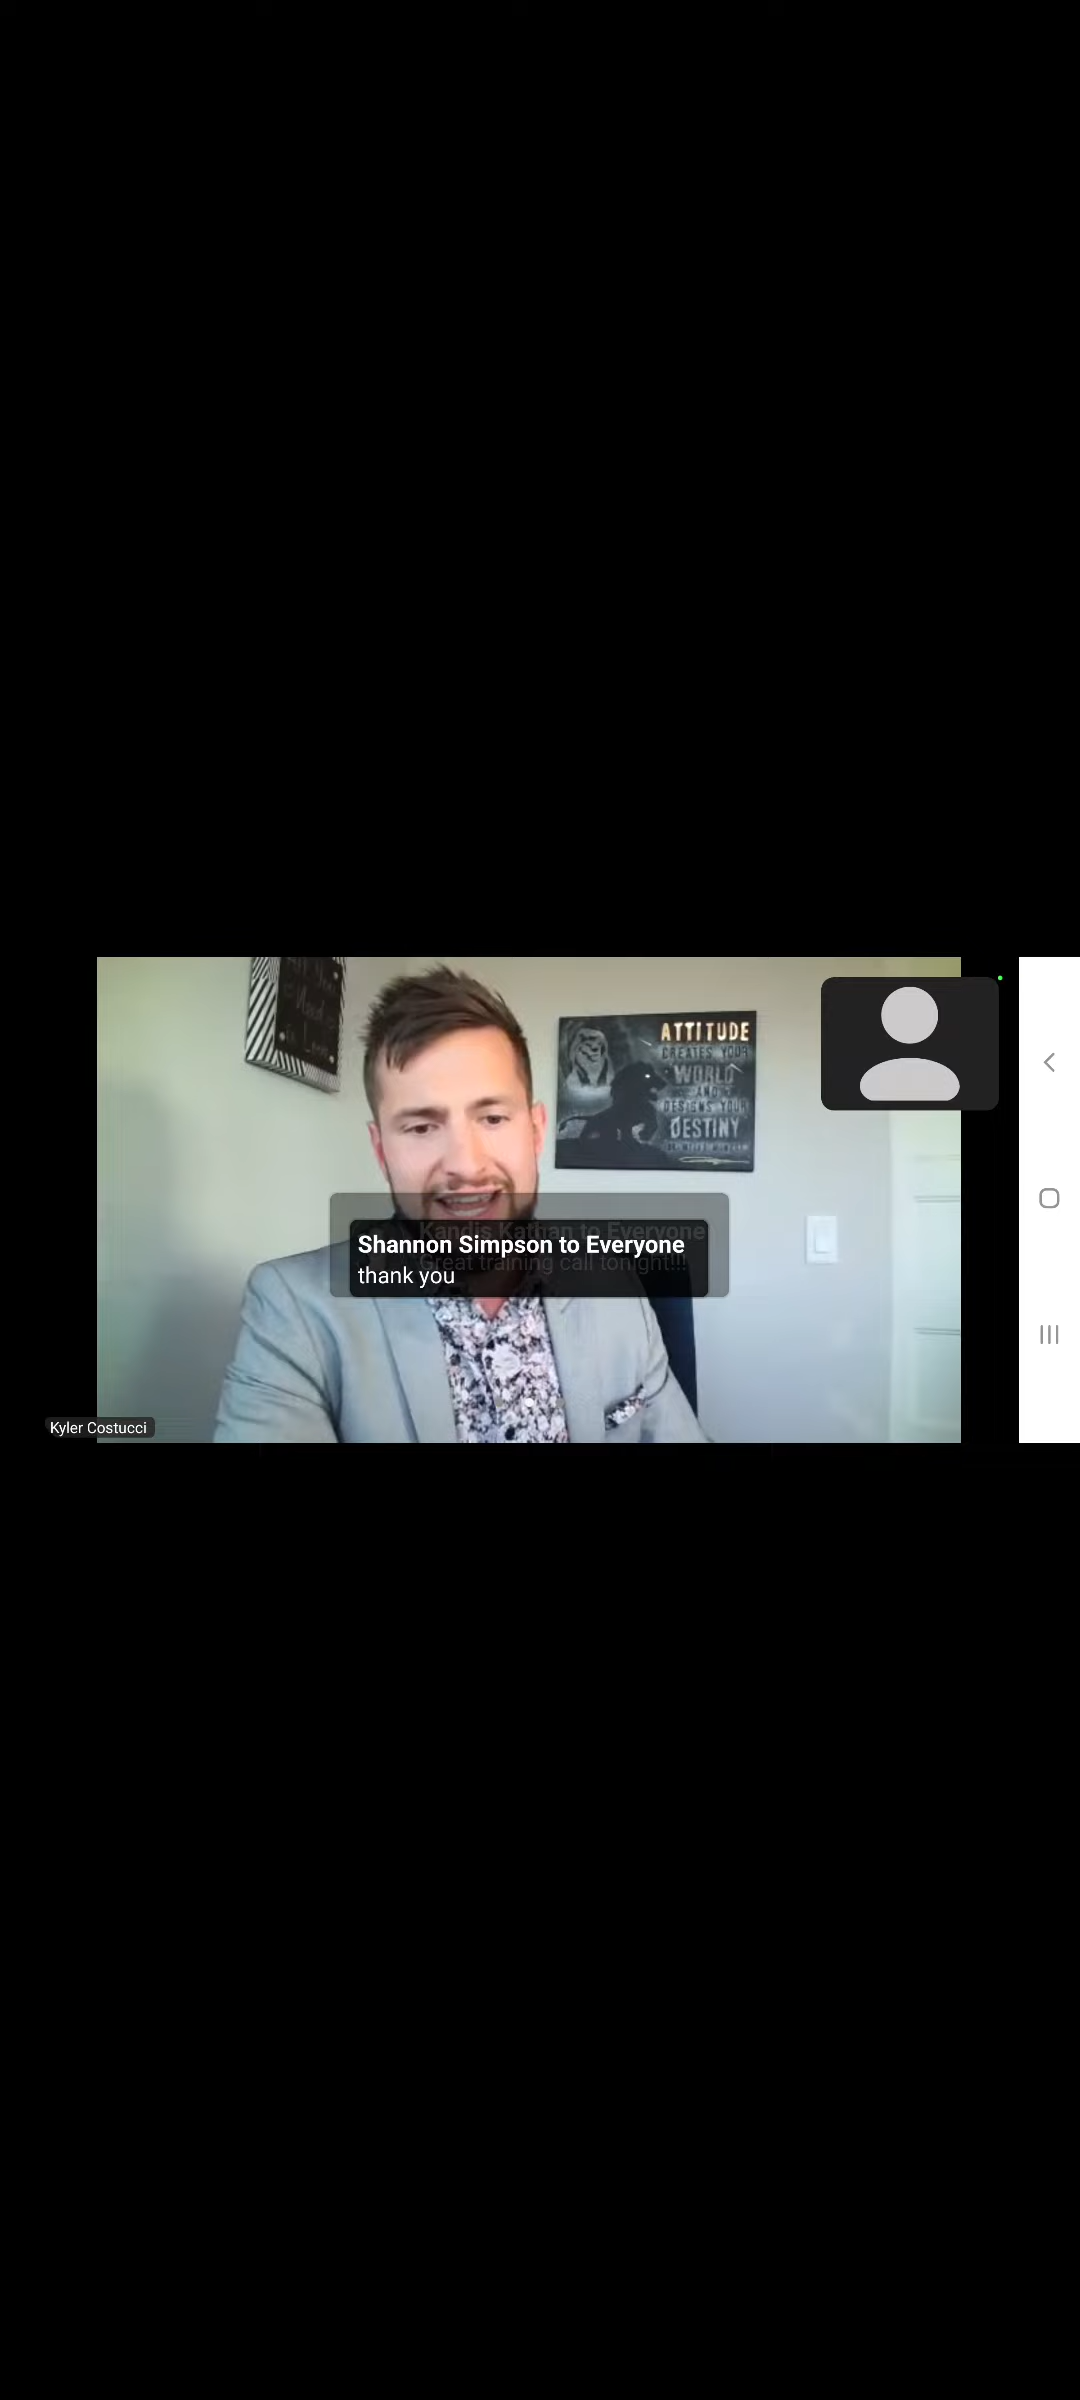 ATTITUDE
CREATES YOUR
WORLD
AND
DESIGNS YOUR
DESTINY
Kandis Kathan to Everyone
Great training call tonight!!!
Shannon Simpson to Everyone
thank you
Kyler Costucci